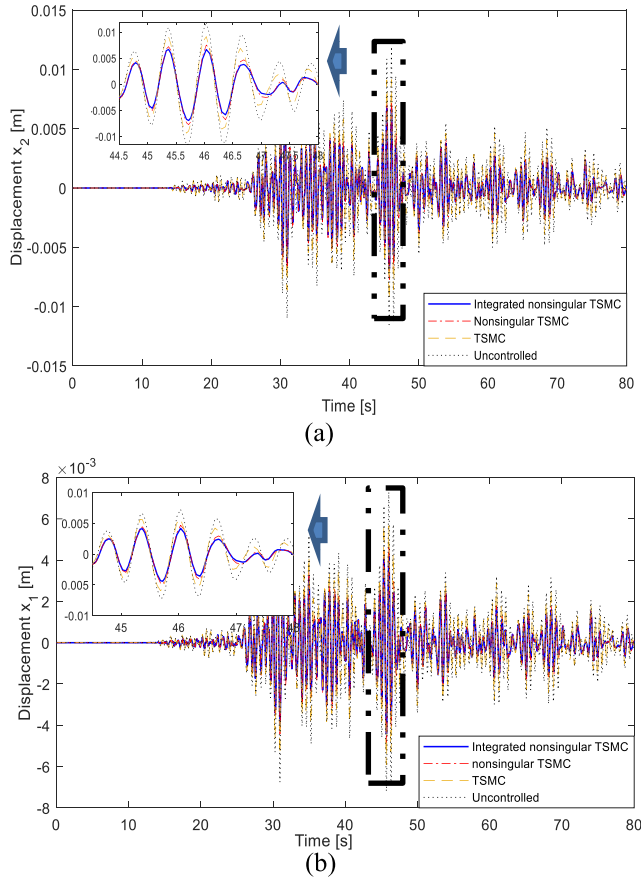 (a)
0.015
0.01
0.005
0
-0.005
-0.01
-0.015
Displacement x2 [m]
0.01
0.005
0
-0.005
-0.01
44.5 45 45.5 46 46.5
Integrated nonsingular TSMC
Nonsingular TSMC
TSMC
Uncontrolled
0 10 20 30 40 50 60 70 80
Time [s]
(a)
×10-3
8
6
4
2
0
-2
-4
-6
-8
Displacement x1 [m]
0.01
0.005
0
-0.005
-0.01
45 46 47
Integrated nonsingular TSMC
nonsingular TSMC
TSMC
Uncontrolled
0 10 20 30 40 50 60 70 80
Time [s]
(b)